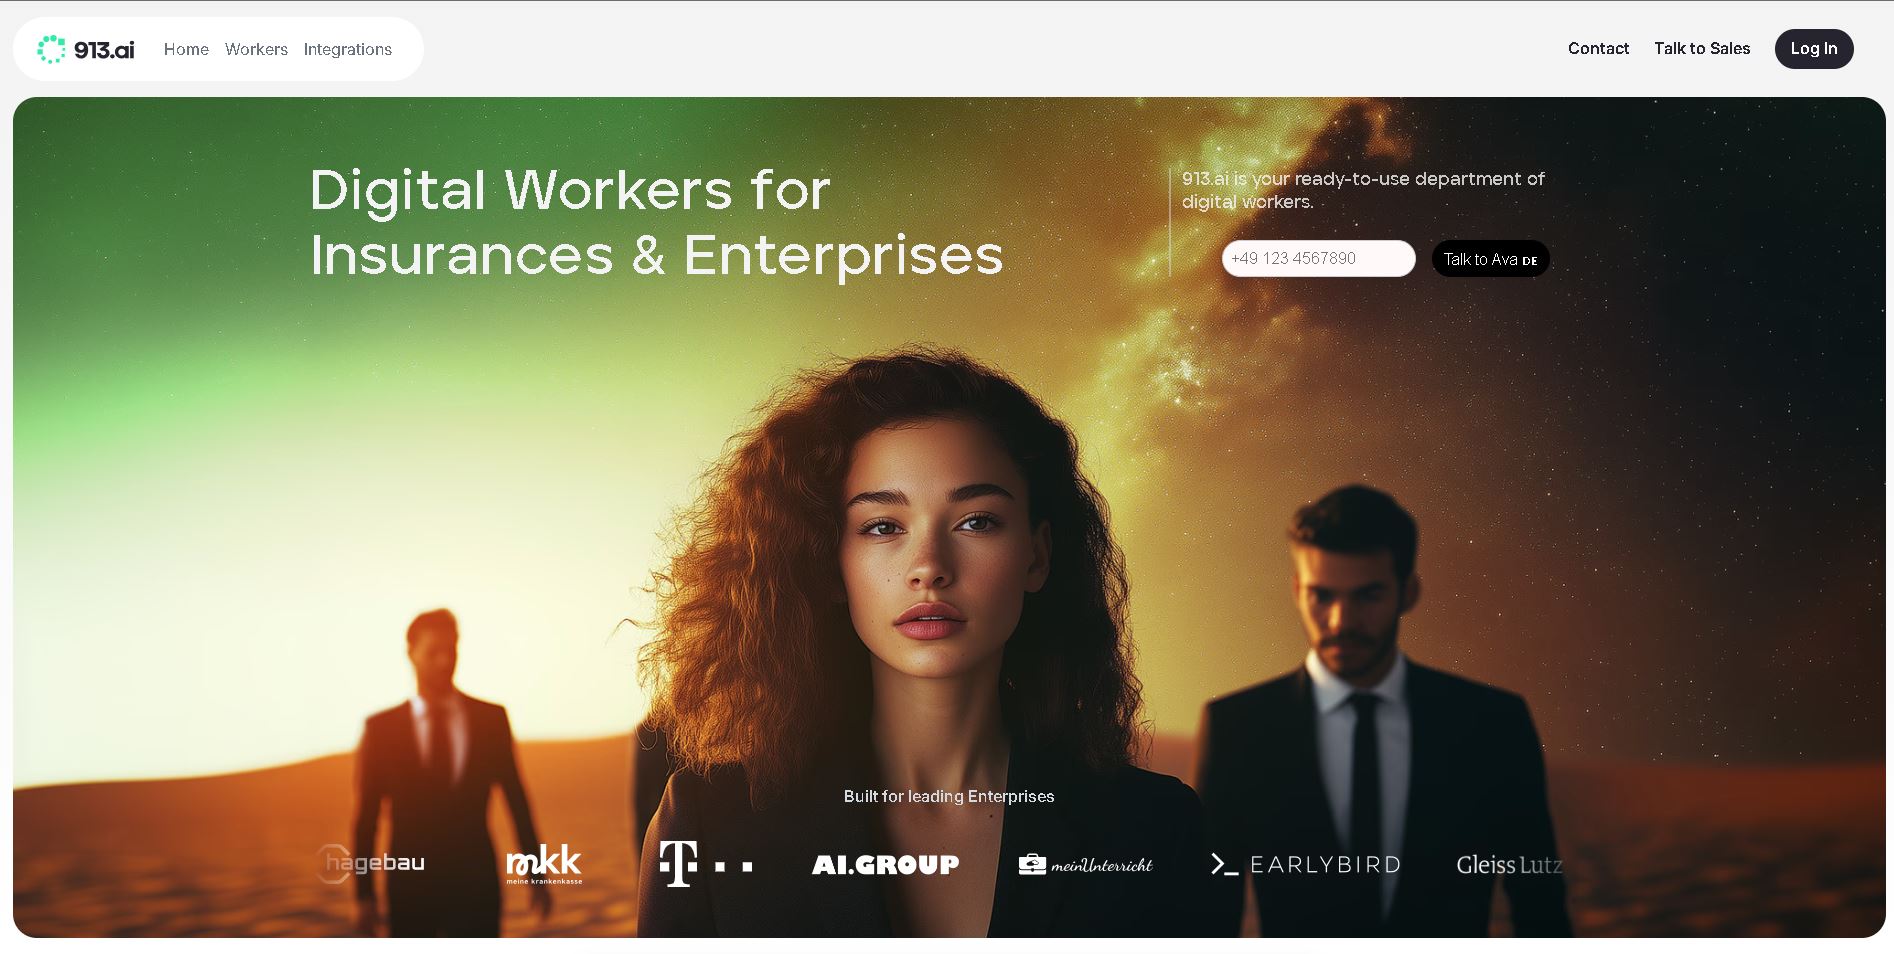 913.ai
Home Workers Integrations
Contact Talk to Sales Log In
Digital Workers for
Insurances & Enterprises
913.ai is your ready-to-use department of
digital workers.
+49 123 4567890
Talk to Ava DE
Built for leading Enterprises
hagebau
mkk
meine krankenkasse
T
AI.GROUP
meinUnterricht
>_ EARLYBIRD
Gleiss Lutz